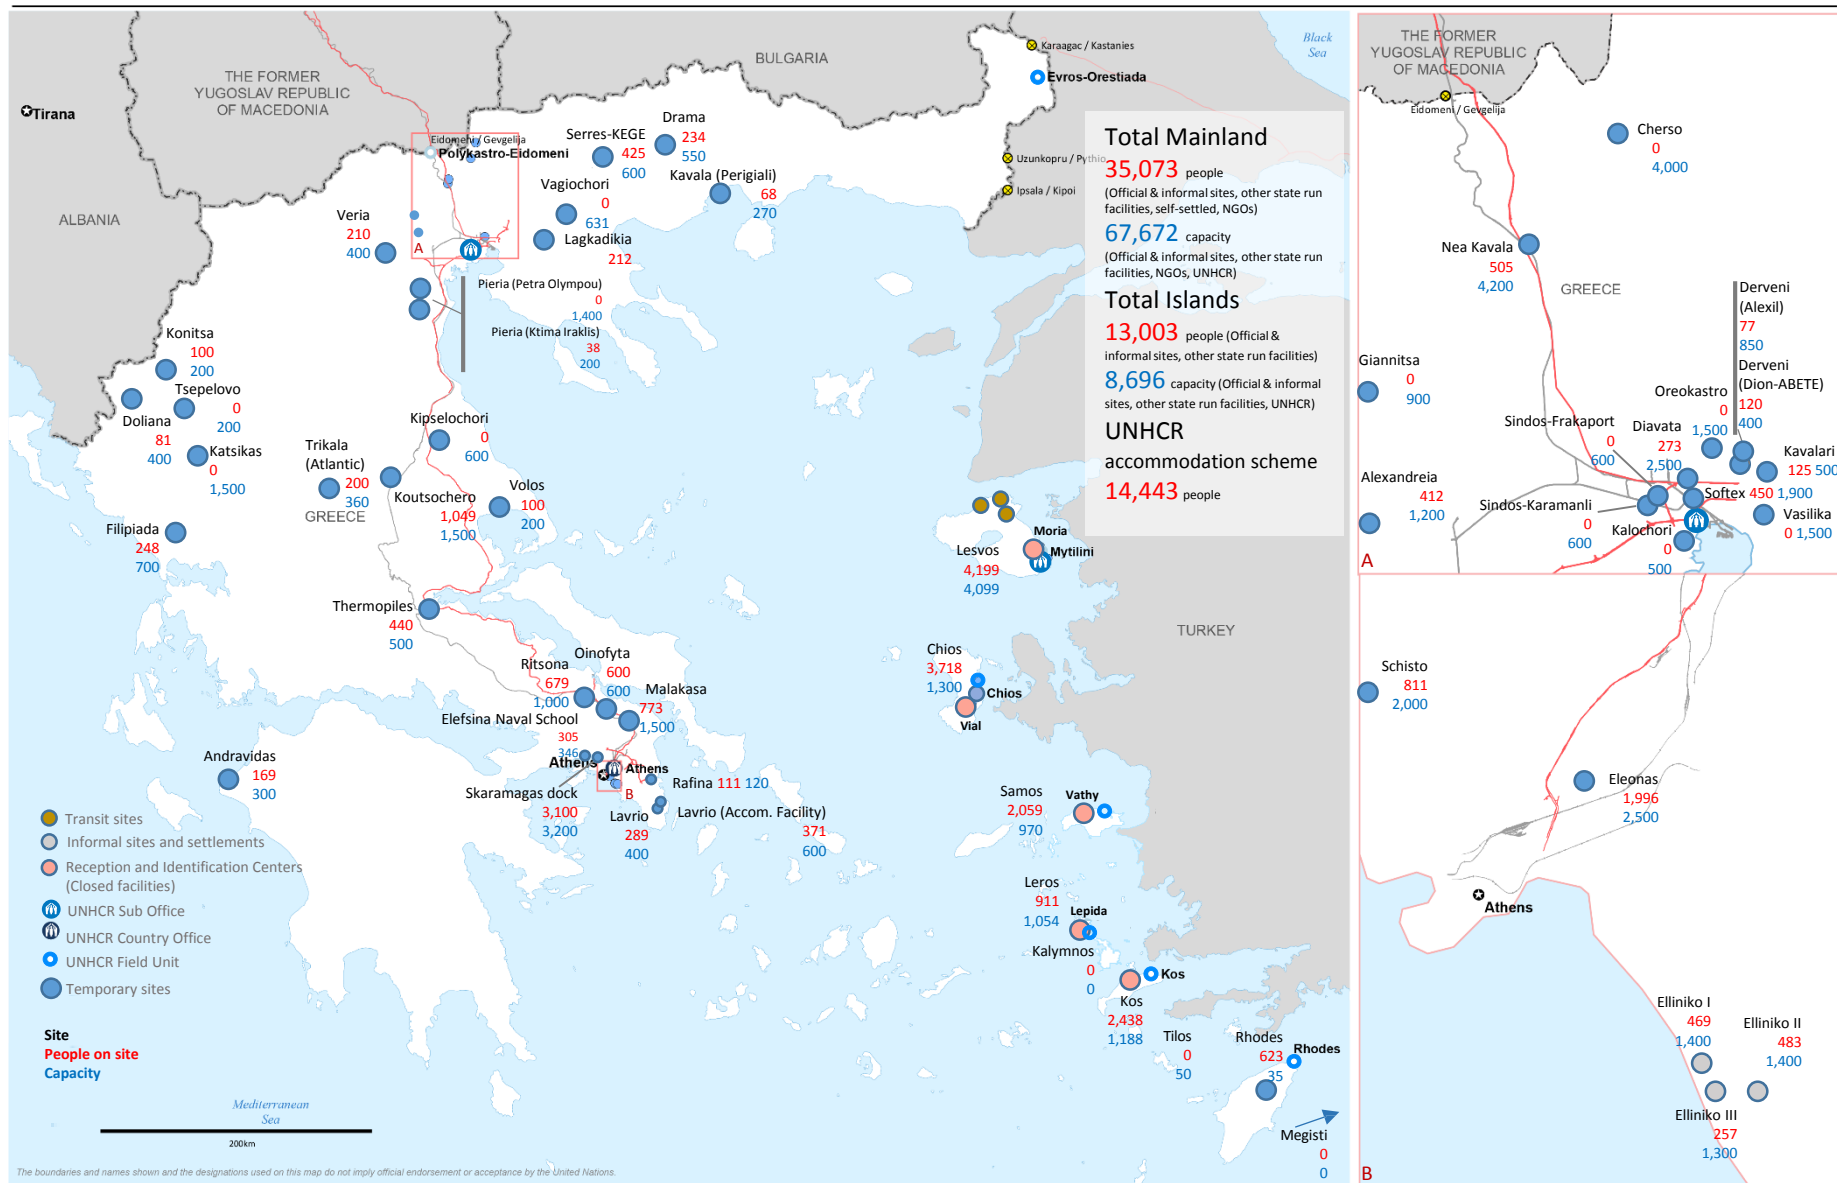 BULGARIA
Black
Sea
THE FORMER
YUGOSLAV REPUBLIC
OF MACEDONIA
Tirana
ALBANIA
Karaagac / Kastanies
Evros-Orestiada
Uzunkopru / Pythio
Ipsala / Kipoi
Eidomeni / Gevgelija
Polykastro-Eidomeni
A
Serres-KEGE
425
600
Drama
234
550
Kavala (Perigiali)
68
270
Vagiochori
0
631
Lagkadikia
212
Veria
210
400
Pieria (Petra Olympou)
0
1,400
Pieria (Ktima Iraklis)
38
200
Konitsa
100
200
Tsepelovo
0
200
Doliana
81
400
Katsikas
0
1,500
Kipselochori
0
600
Trikala
(Atlantic)
200
360
Koutsochero
1,049
1,500
Volos
100
200
GREECE
Filipiada
248
700
Thermopiles
440
500
Ritsona
679
1,000
Oinofyta
600
600
Malakasa
773
1,500
Elefsina Naval School
305
346
Athens
Athens
B
Skaramagas dock
3,100
3,200
Rafina 111 120
Lavrio
289
400
Lavrio (Accom. Facility)
371
600
Andravidas
169
300
Total Mainland
35,073 people
(Official & informal sites, other state run
facilities, self-settled, NGOs)
67,672 capacity
(Official & informal sites, other state run
facilities, NGOs, UNHCR)
Total Islands
13,003 people (Official &
informal sites, other state run facilities)
8,696 capacity (Official & informal
sites, other state run facilities, UNHCR)
UNHCR
accommodation scheme
14,443 people
Moria
Mytilini
Lesvos
4,199
4,099
TURKEY
Chios
3,718
1,300
Chios
Vial
Samos
2,059
970
Vathy
Leros
911
1,054
Lepida
Kalymnos
0
0
Kos
Kos
2,438
1,188
Tilos
0
50
Rhodes
623
35
Rhodes
Megisti
0
0
Transit sites
Informal sites and settlements
Reception and Identification Centers
(Closed facilities)
UNHCR Sub Office
UNHCR Country Office
UNHCR Field Unit
Temporary sites
Site
People on site
Capacity
Mediterranean
Sea
200km
The boundaries and names shown and the designations used on this map do not imply official endorsement or acceptance by the United Nations.
THE FORMER
YUGOSLAV REPUBLIC
OF MACEDONIA
Eidomeni / Gevgelija
Cherso
0
4,000
Nea Kavala
505
4,200
GREECE
Derveni
(Alexil)
77
850
Derveni
(Dion-ABETE)
120
400
Giannitsa
0
900
Oreokastro
0
1,500
Sindos-Frakaport
0
600
Diavata
273
2,500
Kavalari
125 500
Alexandreia
412
1,200
Softex 450 1,900
Sindos-Karamanli
0
600
Vasilika
0 1,500
Kalochori
0
500
A
Schisto
811
2,000
Eleonas
1,996
2,500
Athens
Elliniko I
469
1,400
Elliniko II
483
1,400
Elliniko III
257
1,300
B